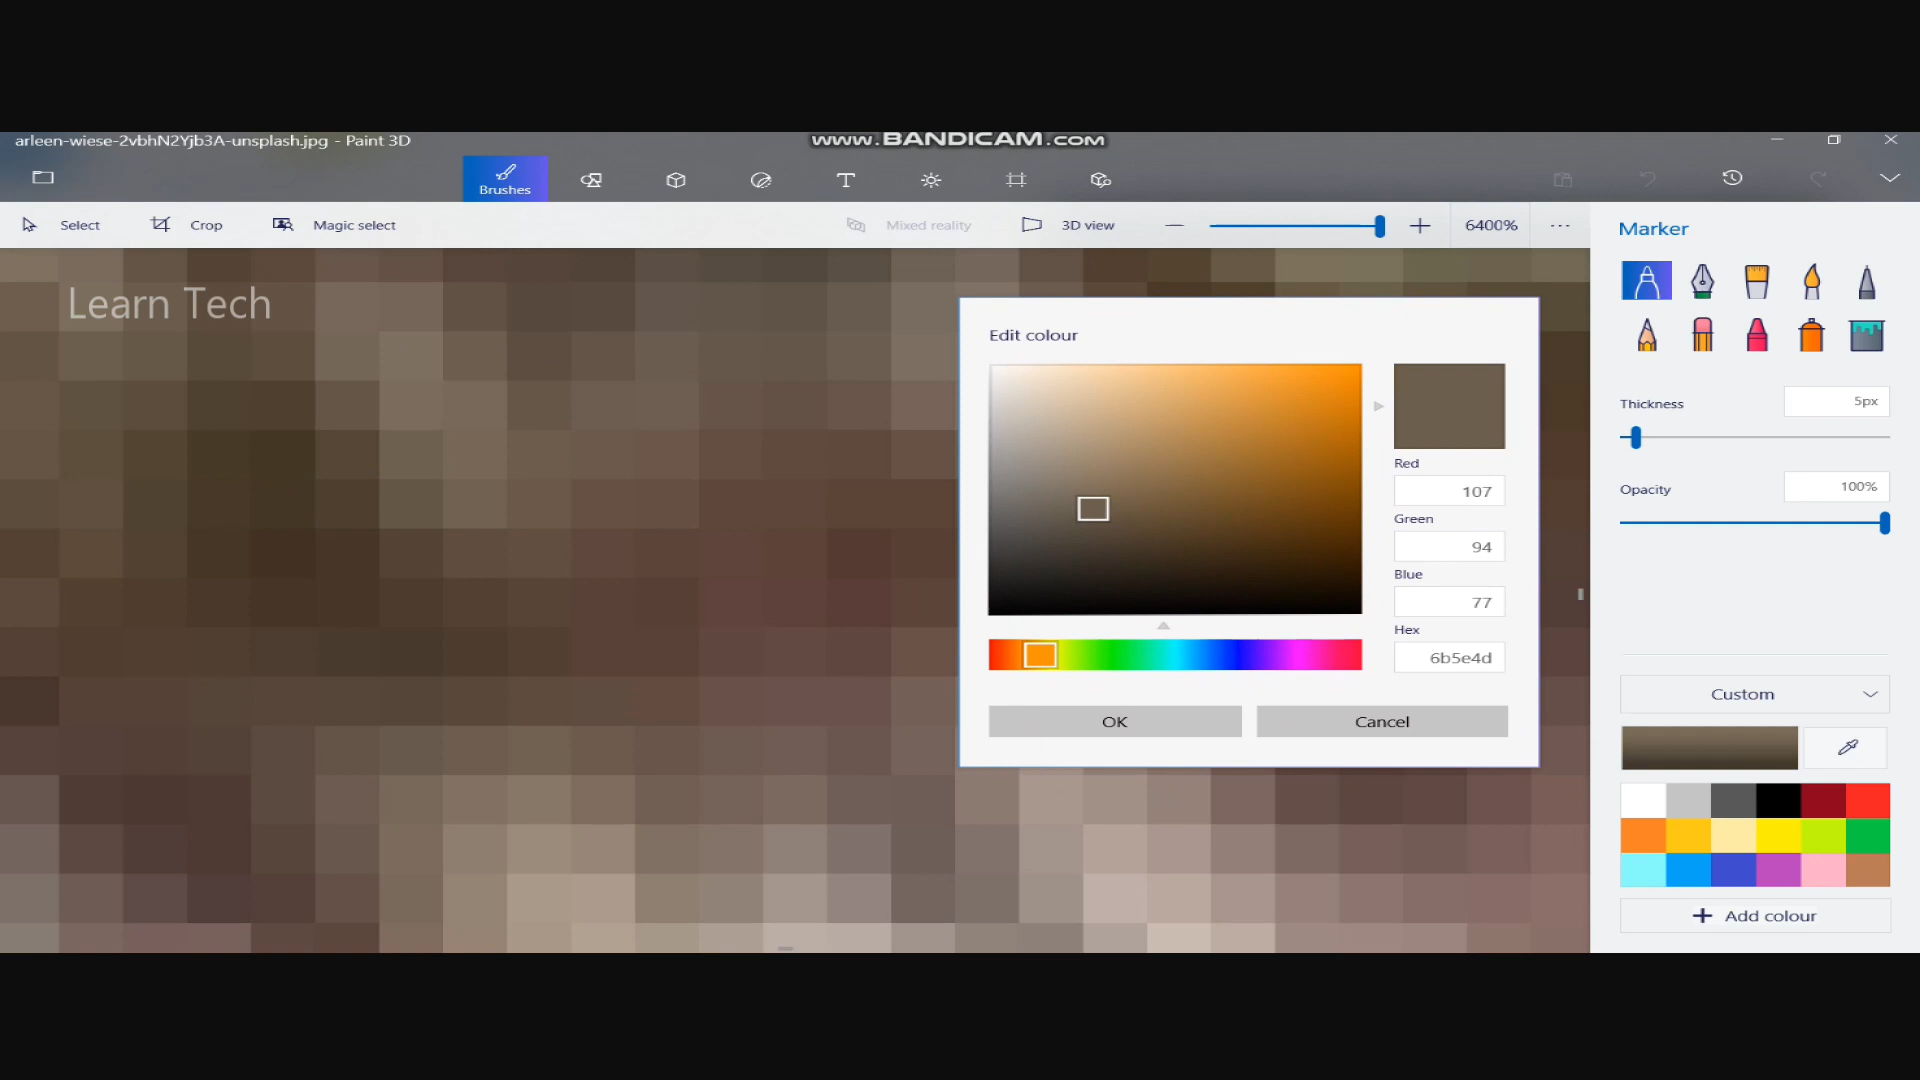 arleen-wiese-2vbhN2Yjb3A-unsplash.jpg - Paint 3D
www.BANDICAM.com
Brushes
Select
Crop
Magic select
Mixed reality
3D view
6400%
Marker
Learn Tech
Edit colour
Thickness
5px
Red
107
Opacity
100%
Green
94
Blue
77
Hex
6b5e4d
Custom
OK
Cancel
Add colour